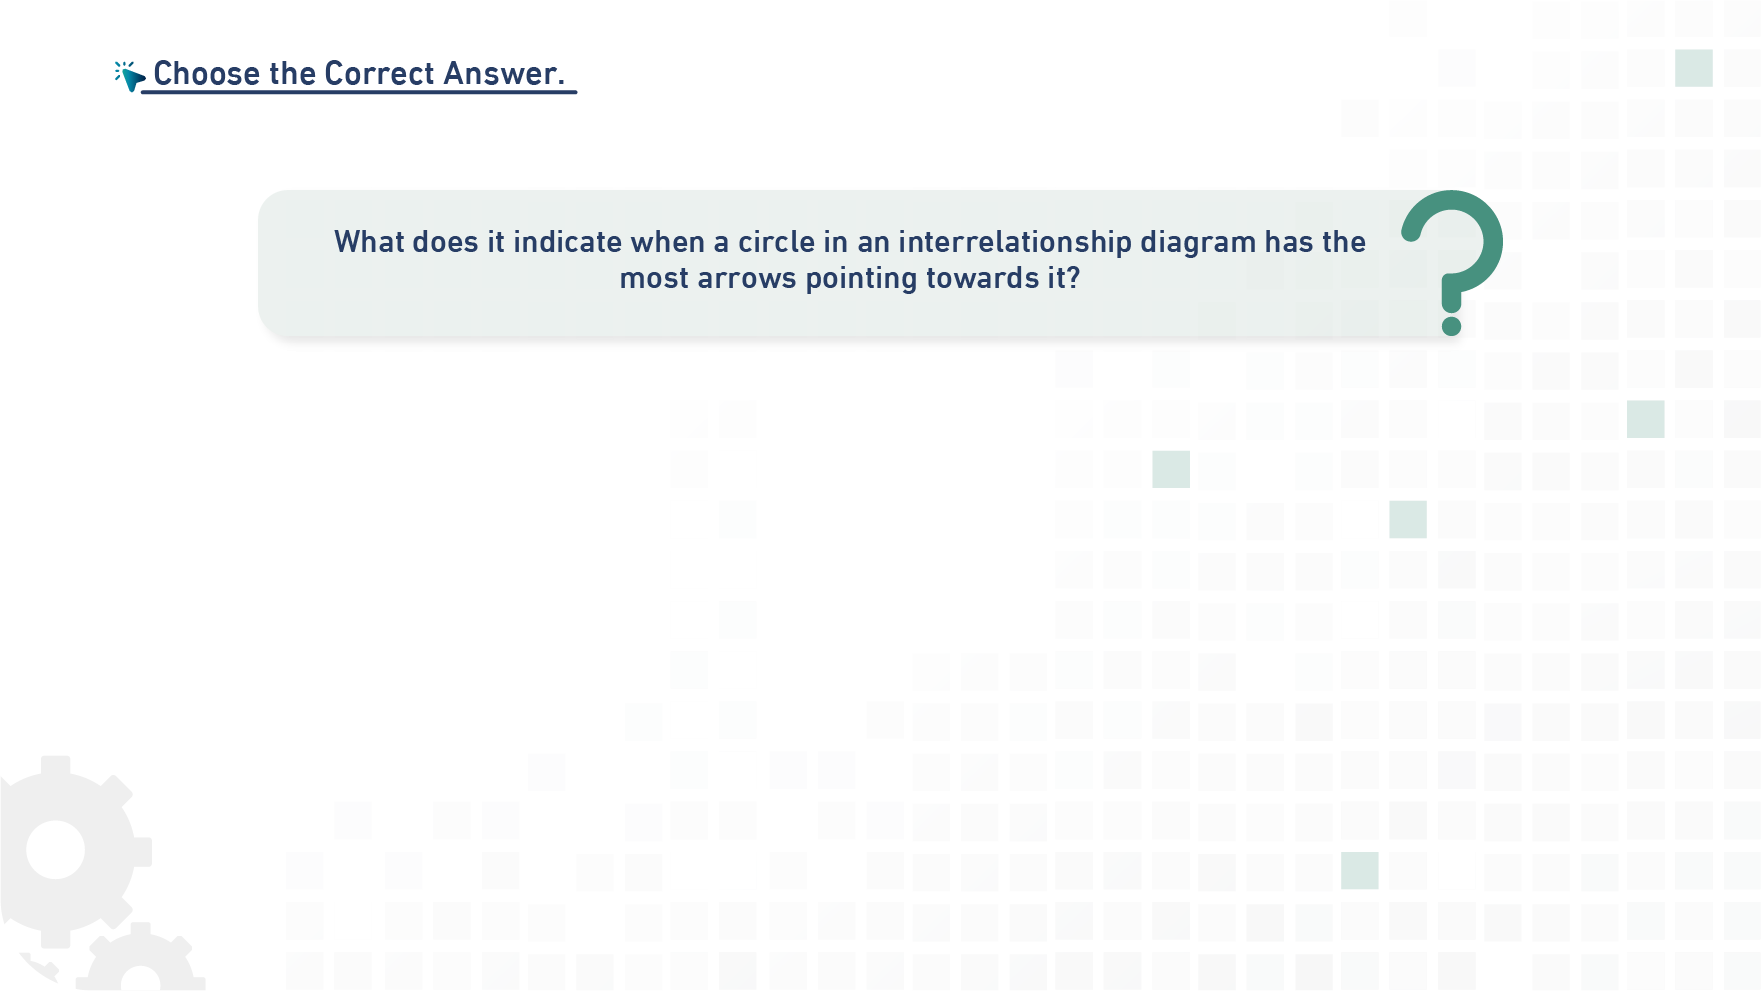 Choose the Correct Answer.
What does it indicate when a circle in an interrelationship diagram has the
most arrows pointing towards it?